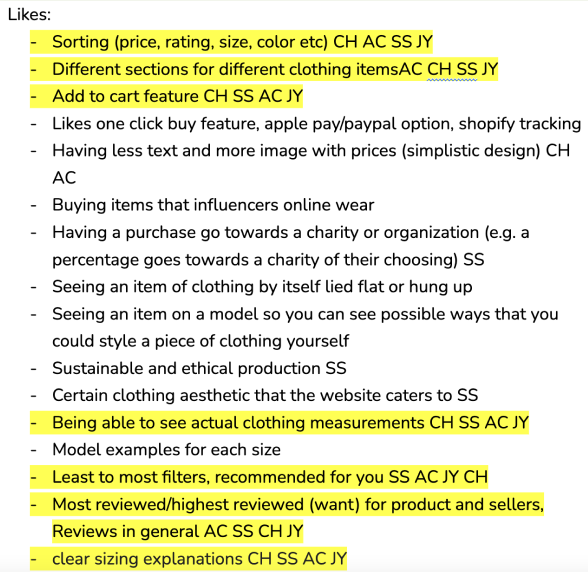 Likes:
- Sorting (price, rating, size, color etc) CH AC SS JY
- Different sections for different clothing itemsAC CH SS JY
- Add to cart feature CH SS AC JY
- Likes one click buy feature, apple pay/paypal option, shopify tracking
- Having less text and more image with prices (simplistic design) CH
AC
- Buying items that influencers online wear
- Having a purchase go towards a charity or organization (e.g. a
percentage goes towards a charity of their choosing) SS
- Seeing an item of clothing by itself lied flat or hung up
- Seeing an item on a model so you can see possible ways that you
could style a piece of clothing yourself
- Sustainable and ethical production SS
- Certain clothing aesthetic that the website caters to SS
- Being able to see actual clothing measurements CH SS AC JY
- Model examples for each size
- Least to most filters, recommended for you SS AC JY CH
- Most reviewed/highest reviewed (want) for product and sellers,
Reviews in general AC SS CH JY
- clear sizing explanations CH SS AC JY